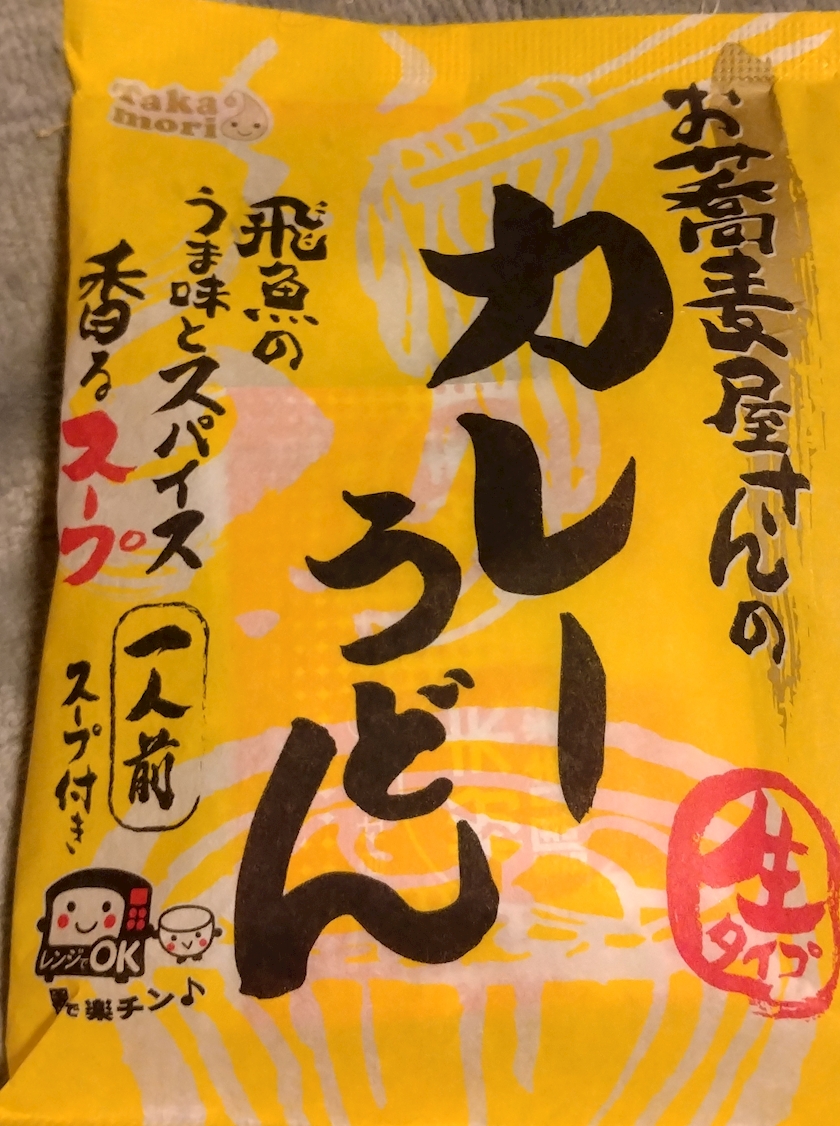 Taka
mori
お蕎麦屋さんの
カレー
うどん
飛魚の
うま味とスパイス
香るスープ
一人前
スープ付き
生
タイプ
レンジでOK
で楽チン♪